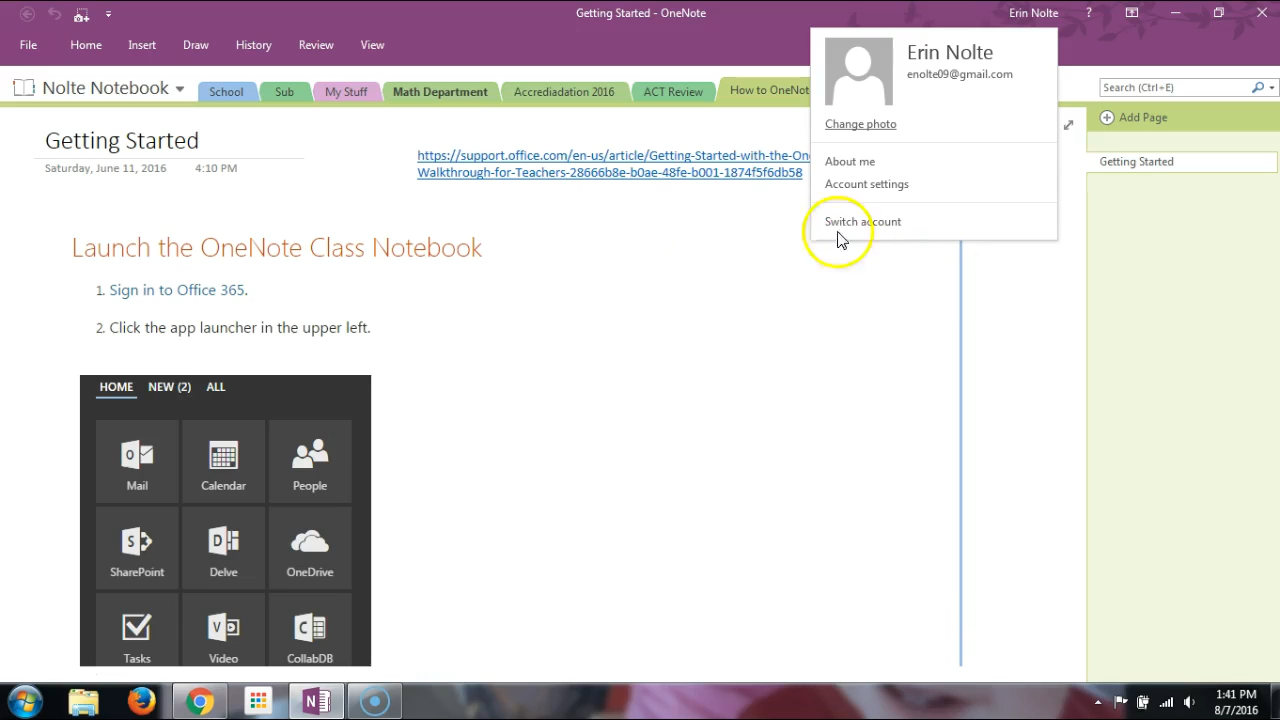 Getting Started - OneNote
Erin Nolte
?
File
Home
Insert
Draw
History
Review
View
Erin Nolte
enolte09@gmail.com
Change photo
About me
Account settings
Switch account
Nolte Notebook
School
Sub
My Stuff
Math Department
Accrediadation 2016
ACT Review
How to OneNot
Search (Ctrl+E)
Add Page
Getting Started
Getting Started
Saturday, June 11, 2016 4:10 PM
https://support.office.com/en-us/article/Getting-Started-with-the-On
Walkthrough-for-Teachers-28666b8e-b0ae-48fe-b001-1874f5f6db58
Launch the OneNote Class Notebook
1. Sign in to Office 365.
2. Click the app launcher in the upper left.
HOME NEW (2) ALL
Mail
Calendar
People
SharePoint
Delve
OneDrive
Tasks
Video
CollabDB
1:41 PM
8/7/2016